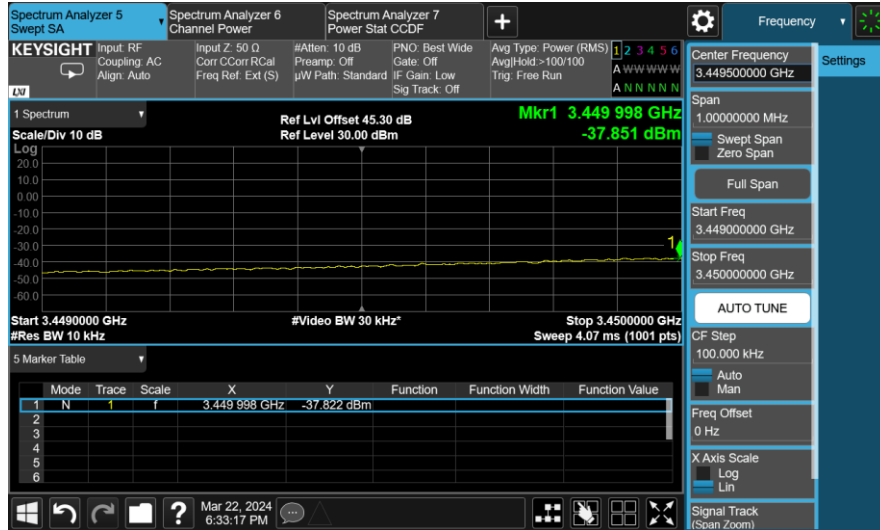 Spectrum Analyzer 5
Swept SA
Spectrum Analyzer 6
Channel Power
Spectrum Analyzer 7
Power Stat CCDF
Frequency
KEYSIGHT
LXI
Input: RF
Coupling: AC
Align: Auto
Input Z: 50 Ω
Corr CCorr RCal
Freq Ref: Ext (S)
#Atten: 10 dB
Preamp: Off
µW Path: Standard
PNO: Best Wide
Gate: Off
IF Gain: Low
Sig Track: Off
Avg Type: Power (RMS)
Avg|Hold:>100/100
Trig: Free Run
1 2 3 4 5 6
A W W W W W
A N N N N N
1 Spectrum
Scale/Div 10 dB
Ref Lvl Offset 45.30 dB
Ref Level 30.00 dBm
Mkr1 3.449 998 GHz
-37.851 dBm
Log
20.0
10.0
0.00
-10.0
-20.0
-30.0
-40.0
-50.0
-60.0
1
Start 3.4490000 GHz
#Res BW 10 kHz
#Video BW 30 kHz*
Stop 3.4500000 GHz
Sweep 4.07 ms (1001 pts)
5 Marker Table
Mode Trace Scale X Y Function Function Width Function Value
1 N 1 f 3.449 998 GHz -37.822 dBm
2
3
4
5
6
Mar 22, 2024
6:33:17 PM
Center Frequency
3.449500000 GHz
Span
1.00000000 MHz
Swept Span
Zero Span
Full Span
Start Freq
3.449000000 GHz
Stop Freq
3.450000000 GHz
AUTO TUNE
CF Step
100.000 kHz
Auto
Man
Freq Offset
0 Hz
X Axis Scale
Log
Lin
Signal Track
(Span Zoom)
Settings